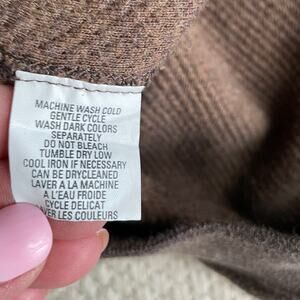 MACHINE WASH COLD
GENTLE CYCLE
WASH DARK COLORS
SEPARATELY
DO NOT BLEACH
TUMBLE DRY LOW
COOL IRON IF NECESSARY
CAN BE DRYCLEANED
LAVER A LA MACHINE
A L'EAU FROIDE
CYCLE DELICAT
VER LES COULEURS